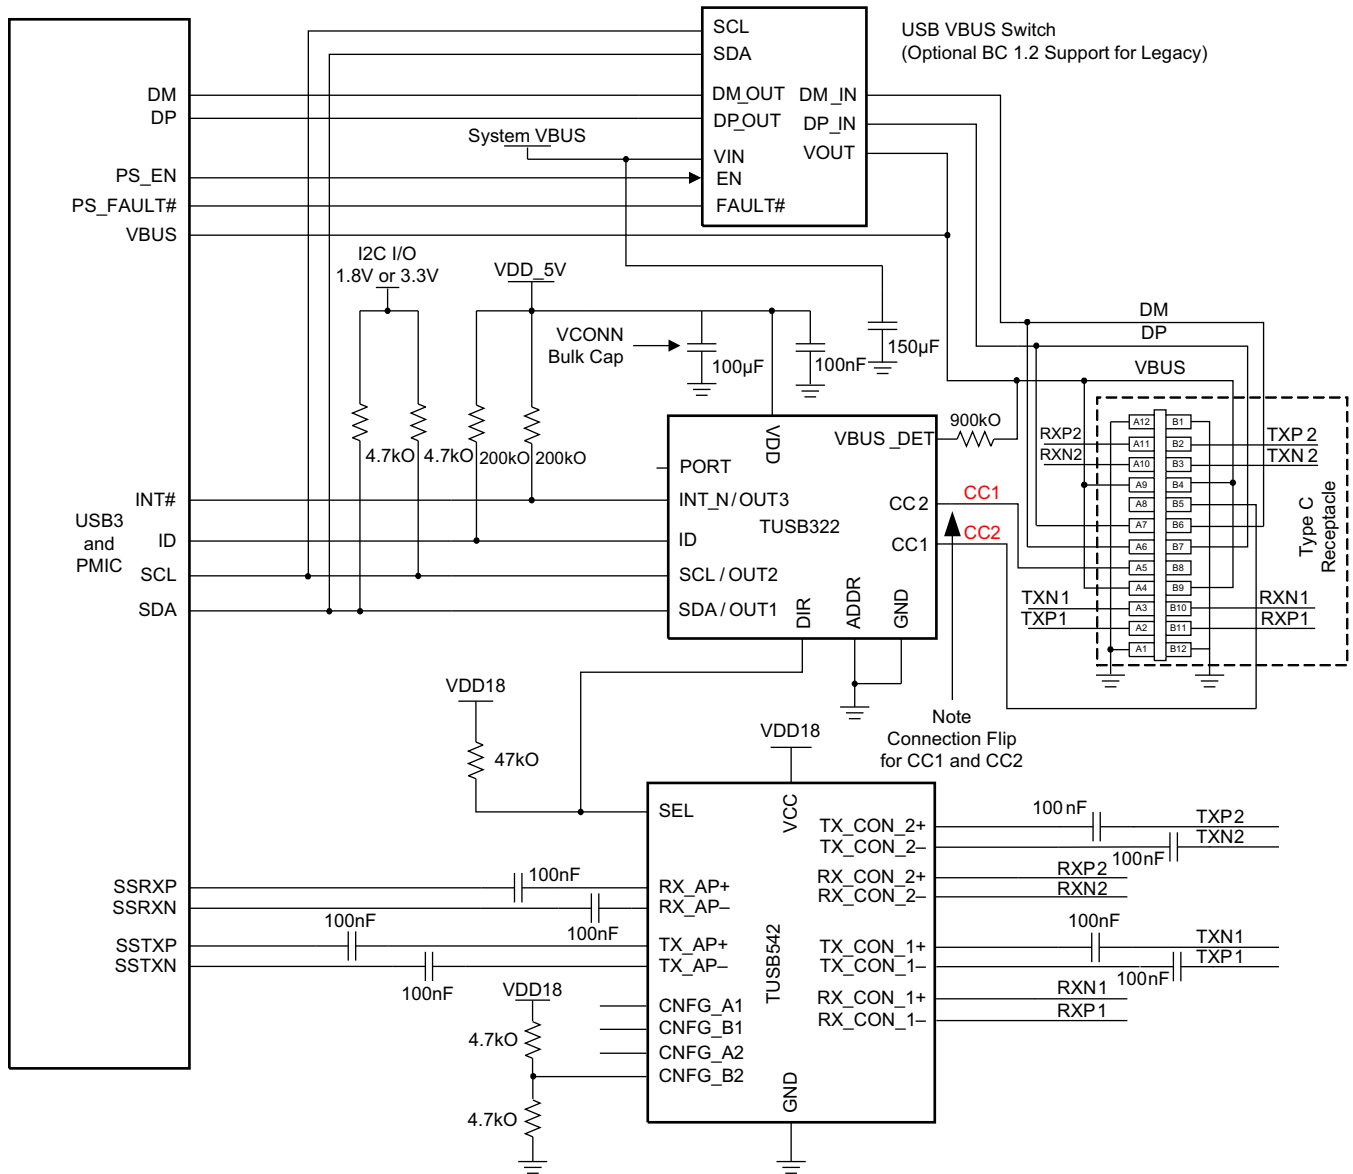 SCL
SDA
USB VBUS Switch
(Optional BC 1.2 Support for Legacy)
DM
DP
DM_OUT
DP_OUT
DM_IN
DP_IN
VOUT
System VBUS
VIN
EN
FAULT#
PS_EN
PS_FAULT#
VBUS
I2C I/O
1.8V or 3.3V
VDD_5V
VCONN
Bulk Cap
100µF
100nF
150µF
DM
DP
VBUS
4.7kO
4.7kO
200kO
200kO
VDD
VBUS_DET
900kO
PORT
INT_N/OUT3
ID
SCL/OUT2
SDA/OUT1
TUSB322
CC2
CC1
CC1
CC2
DIR
ADDR
GND
INT#
USB3
and
PMIC
ID
SCL
SDA
RXP2
RXN2
TXP2
TXN2
A12
B1
A11
B2
A10
B3
A9
B4
A8
B5
A7
B6
A6
B7
A5
B8
A4
B9
A3
B10
A2
B11
A1
B12
Type C
Receptacle
TXN1
TXP1
RXN1
RXP1
Note
Connection Flip
for CC1 and CC2
VDD18
47kO
VDD18
SEL
VCC
TX_CON_2+
TX_CON_2–
RX_CON_2+
RX_CON_2–
TX_CON_1+
TX_CON_1–
RX_CON_1+
RX_CON_1–
100nF
TXP2
TXN2
100nF
RXP2
RXN2
100nF
TXN1
TXP1
100nF
RXN1
RXP1
SSRXP
SSRXN
SSTXP
SSTXN
100nF
100nF
100nF
100nF
RX_AP+
RX_AP–
TX_AP+
TX_AP–
TUSB542
CNFG_A1
CNFG_B1
CNFG_A2
CNFG_B2
GND
VDD18
4.7kO
4.7kO